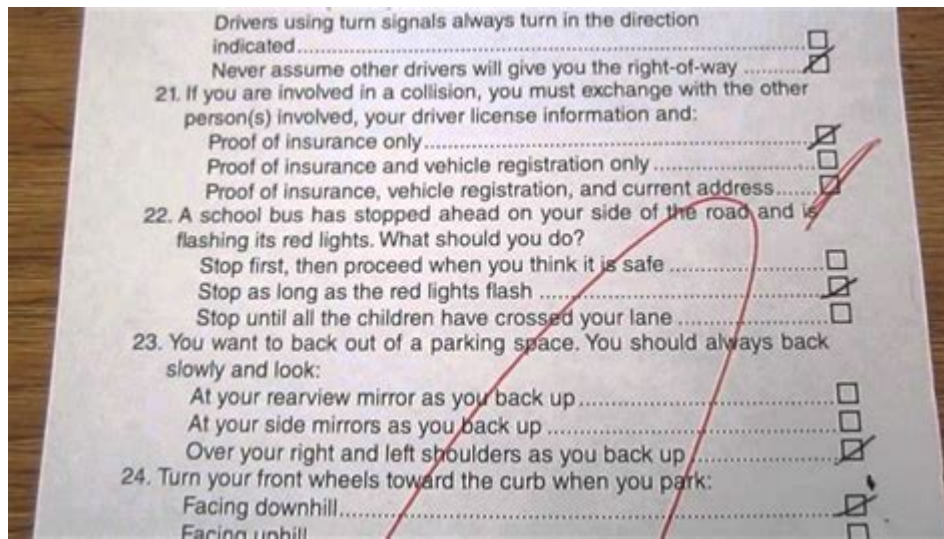 Drivers using turn signals always turn in the direction
indicated
Never assume other drivers will give you the right-of-way
21. If you are involved in a collision, you must exchange with the other
person(s) involved, your driver license information and:
Proof of insurance only
Proof of insurance and vehicle registration only
Proof of insurance, vehicle registration, and current address
22. A school bus has stopped ahead on your side of the road and is
flashing its red lights. What should you do?
Stop first, then proceed when you think it is safe
Stop as long as the red lights flash
Stop until all the children have crossed your lane
23. You want to back out of a parking space. You should always back
slowly and look:
At your rearview mirror as you back up
At your side mirrors as you back up
Over your right and left shoulders as you back up
24. Turn your front wheels toward the curb when you park:
Facing downhill
Facing uphill